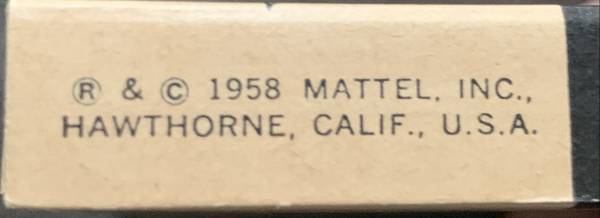 ® & © 1958 MATTEL, INC.,
HAWTHORNE, CALIF., U.S.A.